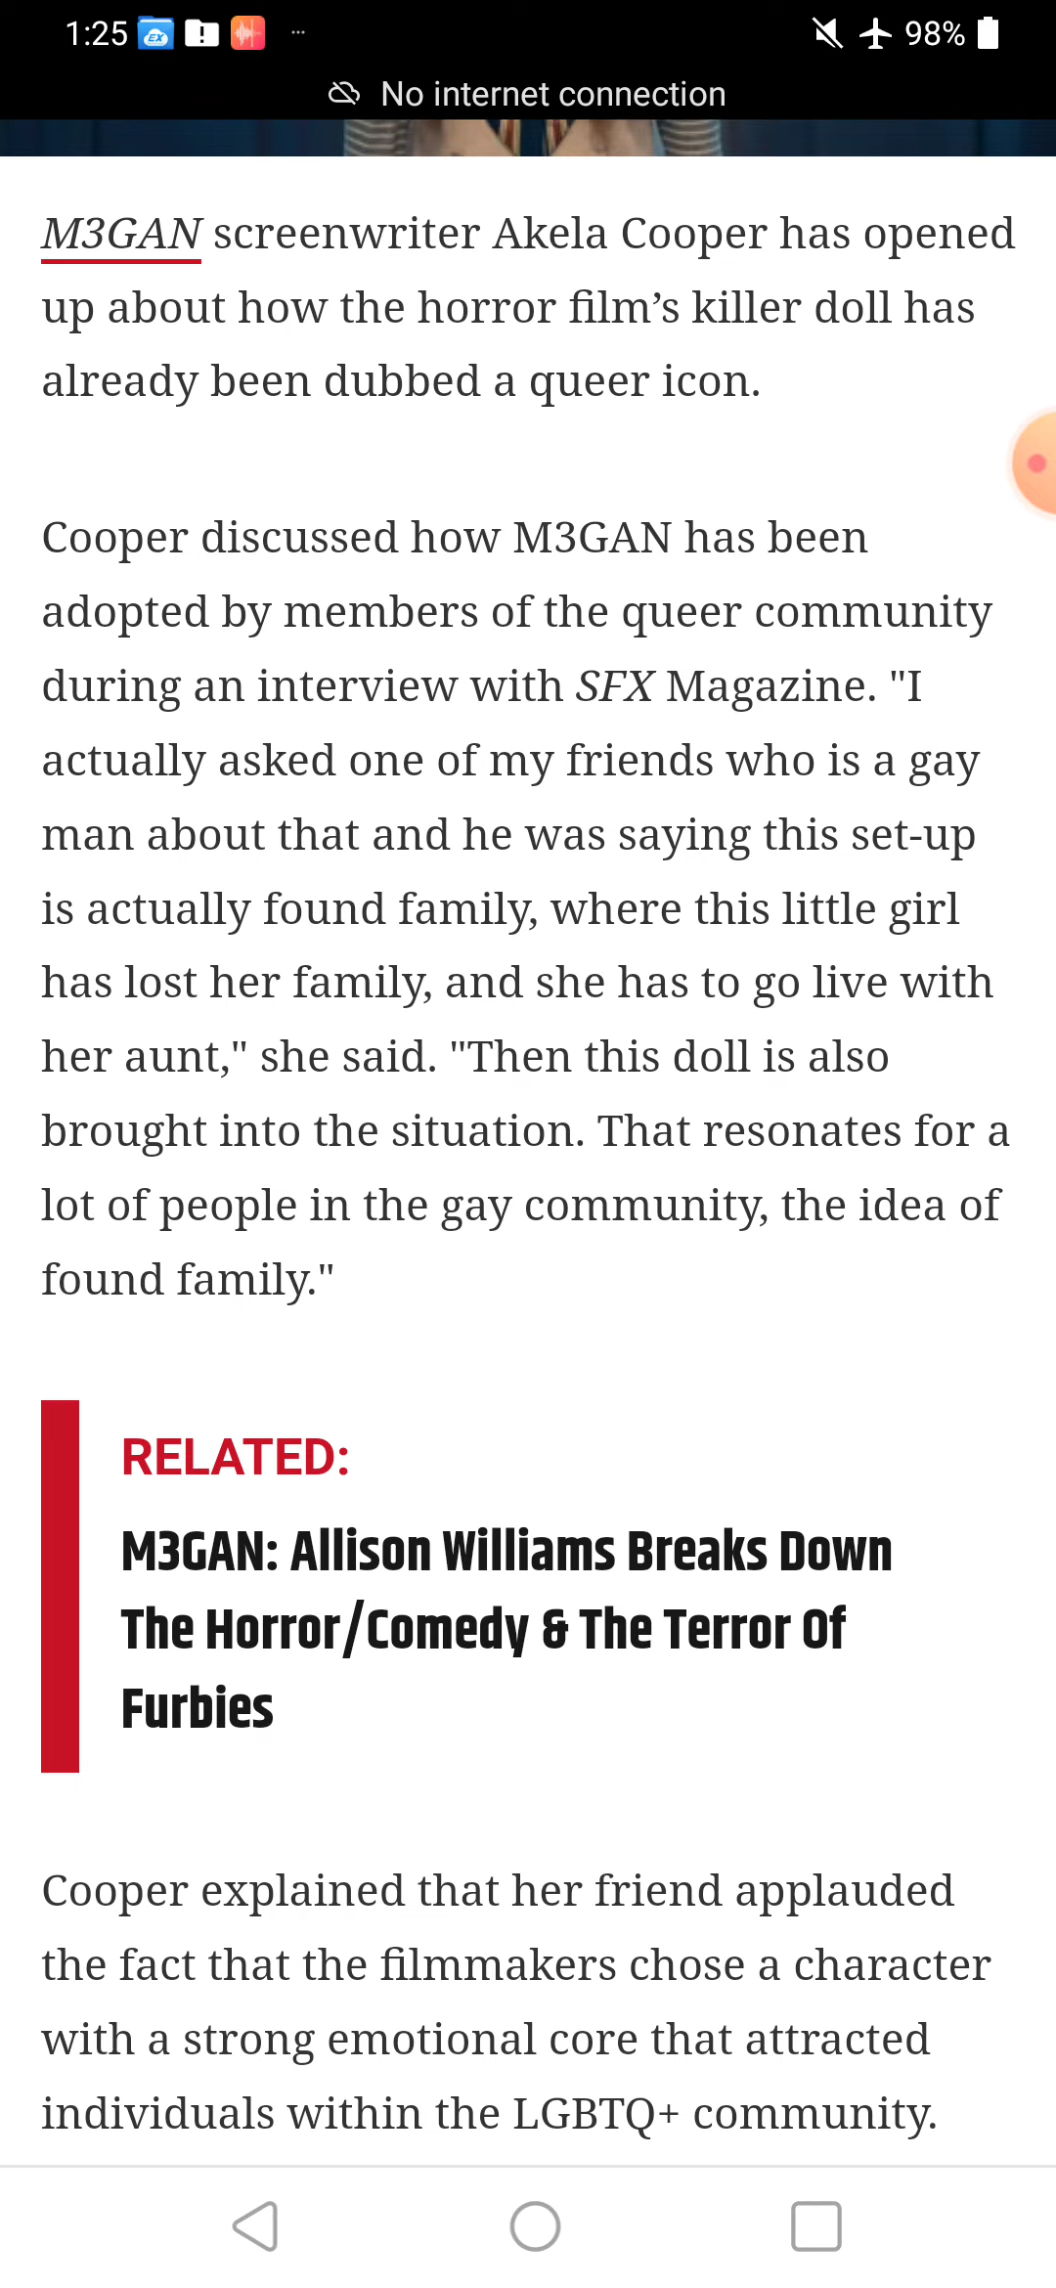 1:25
98%
No internet connection
M3GAN screenwriter Akela Cooper has opened
up about how the horror film’s killer doll has
already been dubbed a queer icon.
Cooper discussed how M3GAN has been
adopted by members of the queer community
during an interview with SFX Magazine. "I
actually asked one of my friends who is a gay
man about that and he was saying this set-up
is actually found family, where this little girl
has lost her family, and she has to go live with
her aunt," she said. "Then this doll is also
brought into the situation. That resonates for a
lot of people in the gay community, the idea of
found family."
RELATED:
M3GAN: Allison Williams Breaks Down
The Horror/Comedy & The Terror Of
Furbies
Cooper explained that her friend applauded
the fact that the filmmakers chose a character
with a strong emotional core that attracted
individuals within the LGBTQ+ community.